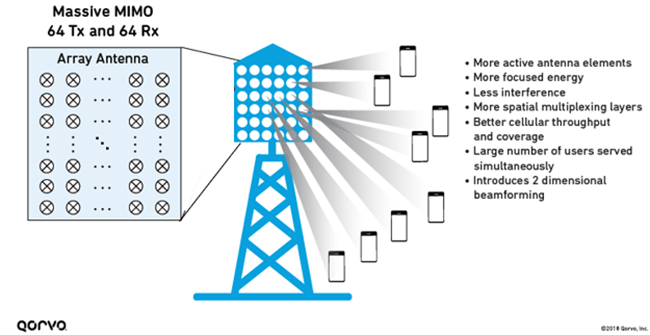 Massive MIMO
64 Tx and 64 Rx
Array Antenna
• More active antenna elements
• More focused energy
• Less interference
• More spatial multiplexing layers
• Better cellular throughput
and coverage
• Large number of users served
simultaneously
• Introduces 2 dimensional
beamforming
QORVO
©2018 Qorvo, Inc.